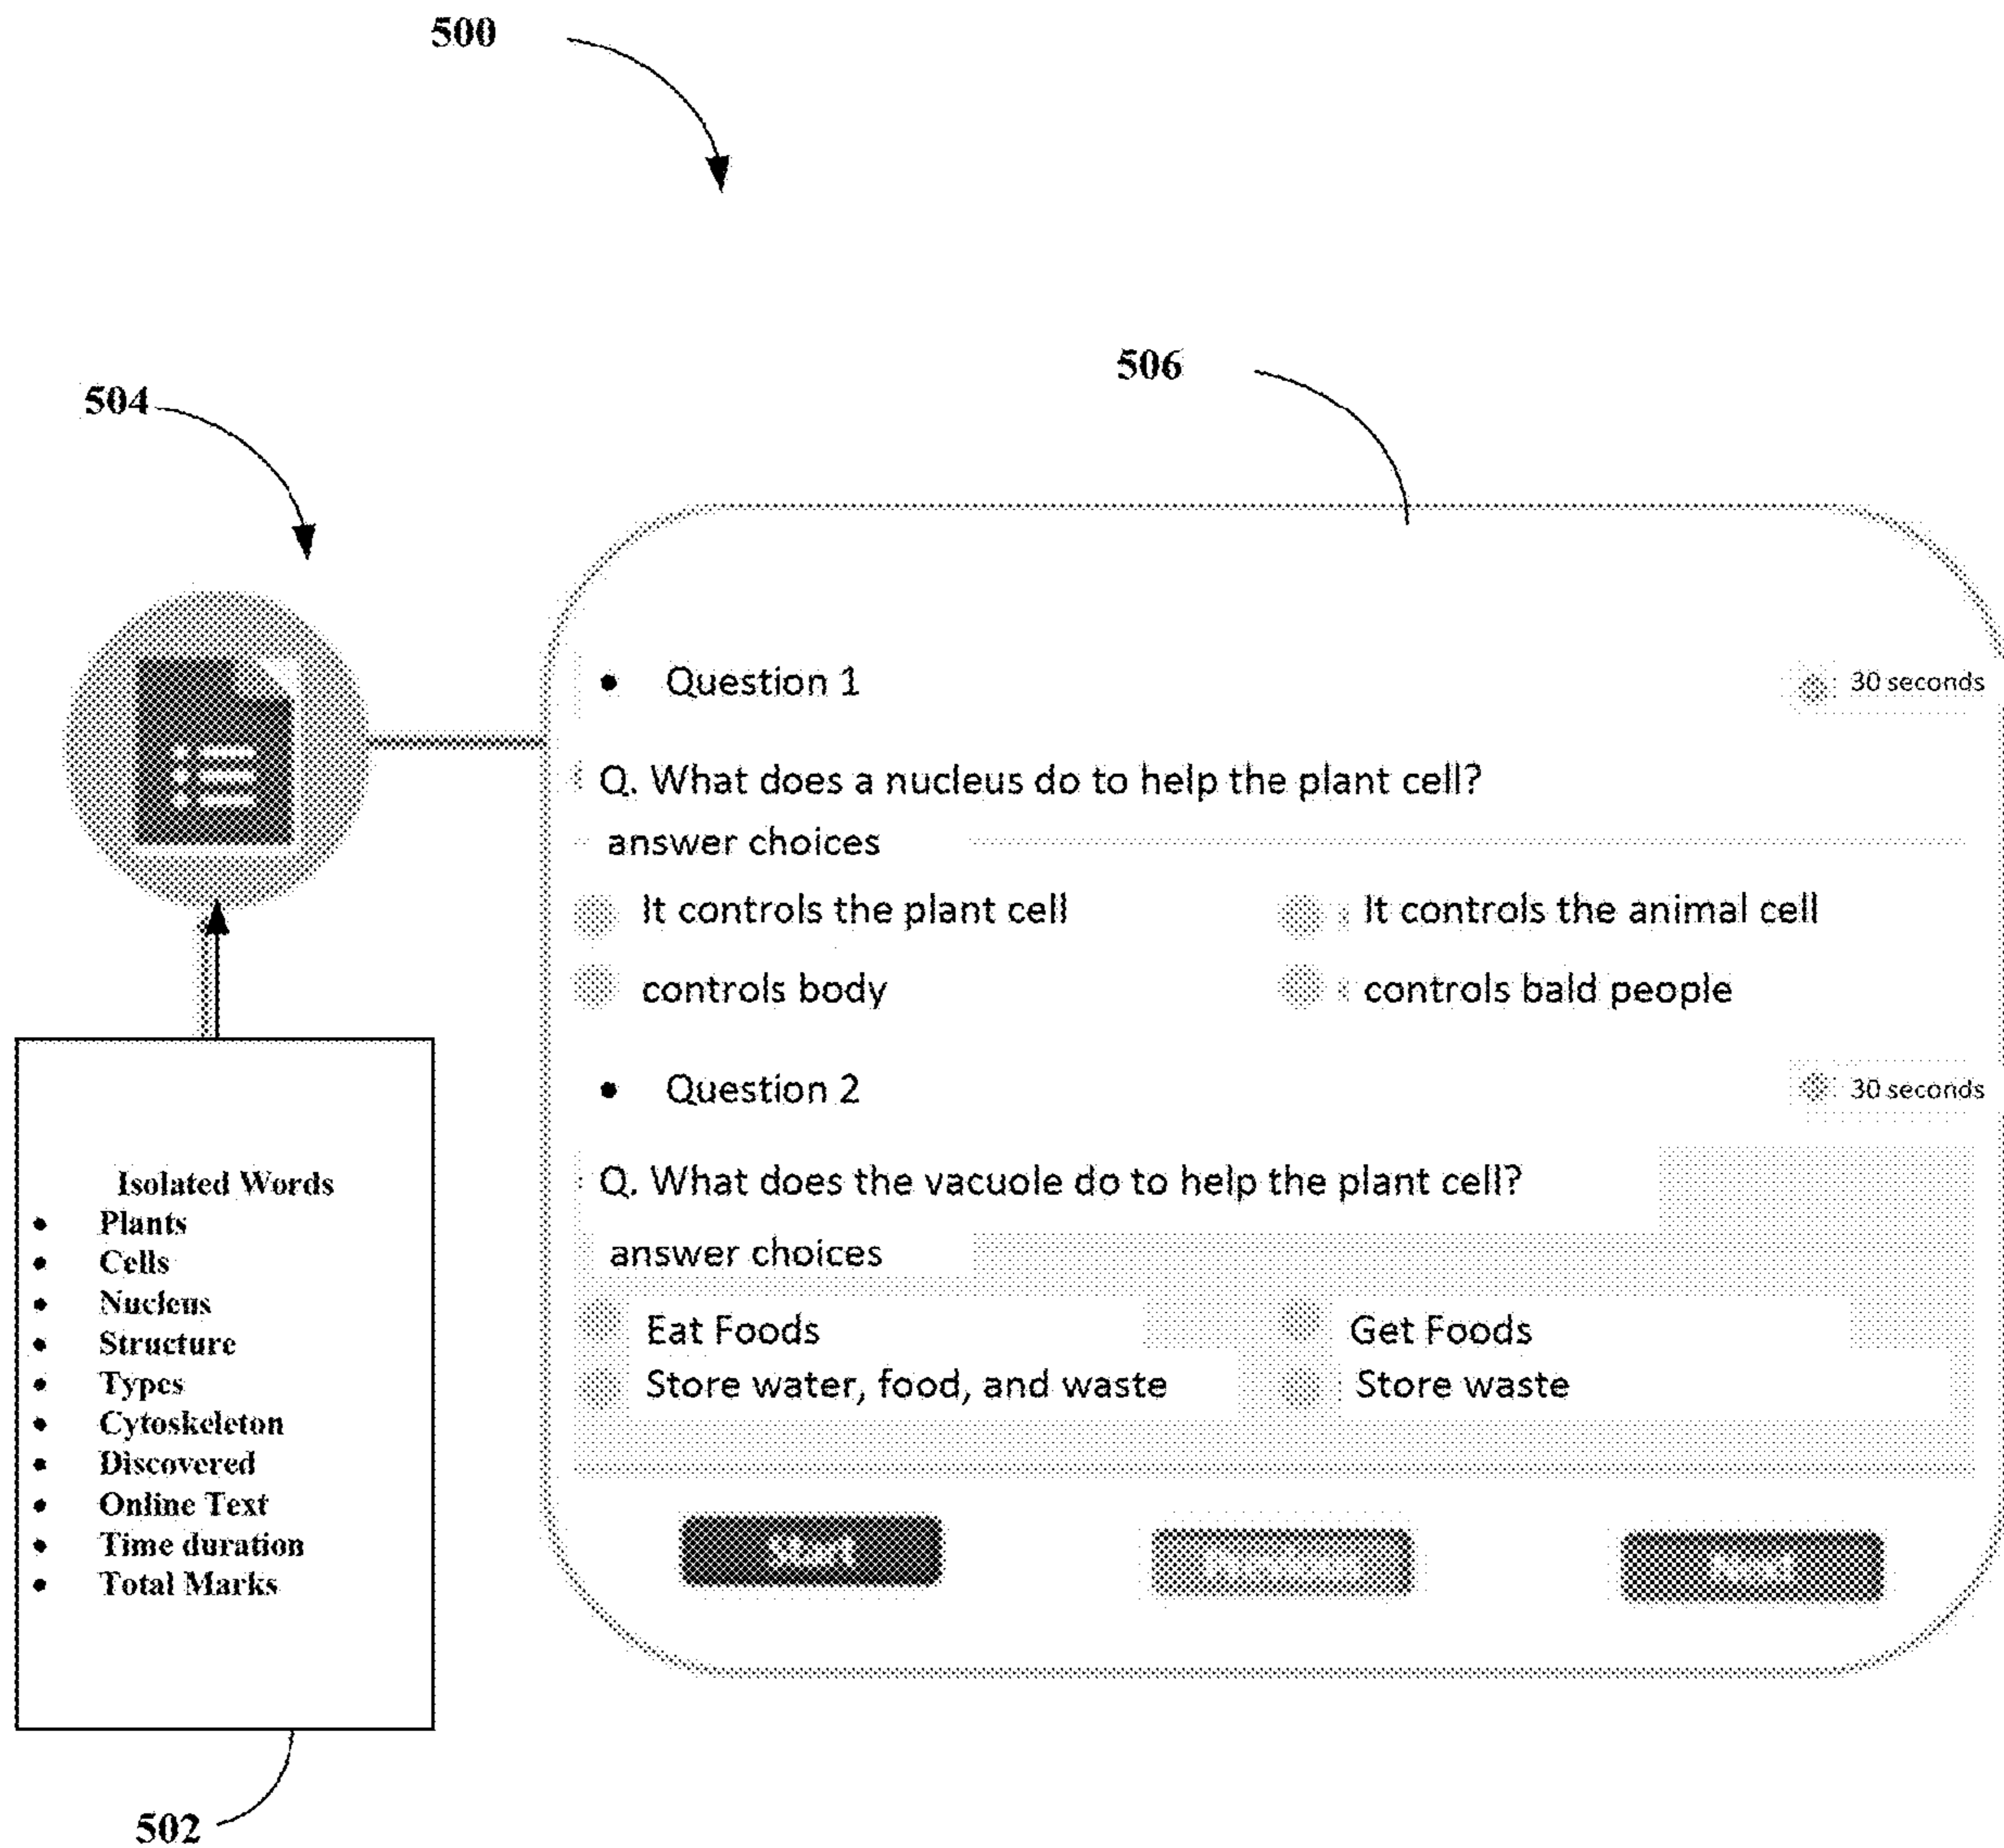 500
506
504
• Question 1 30 seconds
Q. What does a nucleus do to help the plant cell?
answer choices
It controls the plant cell It controls the animal cell
controls body controls bald people
• Question 2 30 seconds
Q. What does the vacuole do to help the plant cell?
answer choices
Eat Foods Get Foods
Store water, food, and waste Store waste
Start Next
Isolated Words
• Plants
• Cells
• Nucleus
• Structure
• Types
• Cytoskeleton
• Discovered
• Online Text
• Time duration
• Total Marks
502